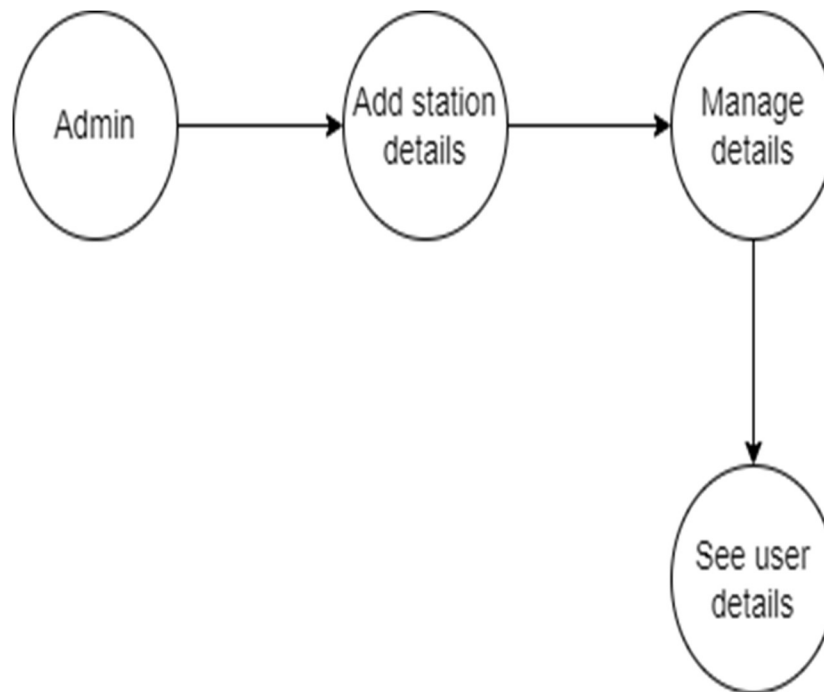 Admin
Add station
details
Manage
details
See user
details